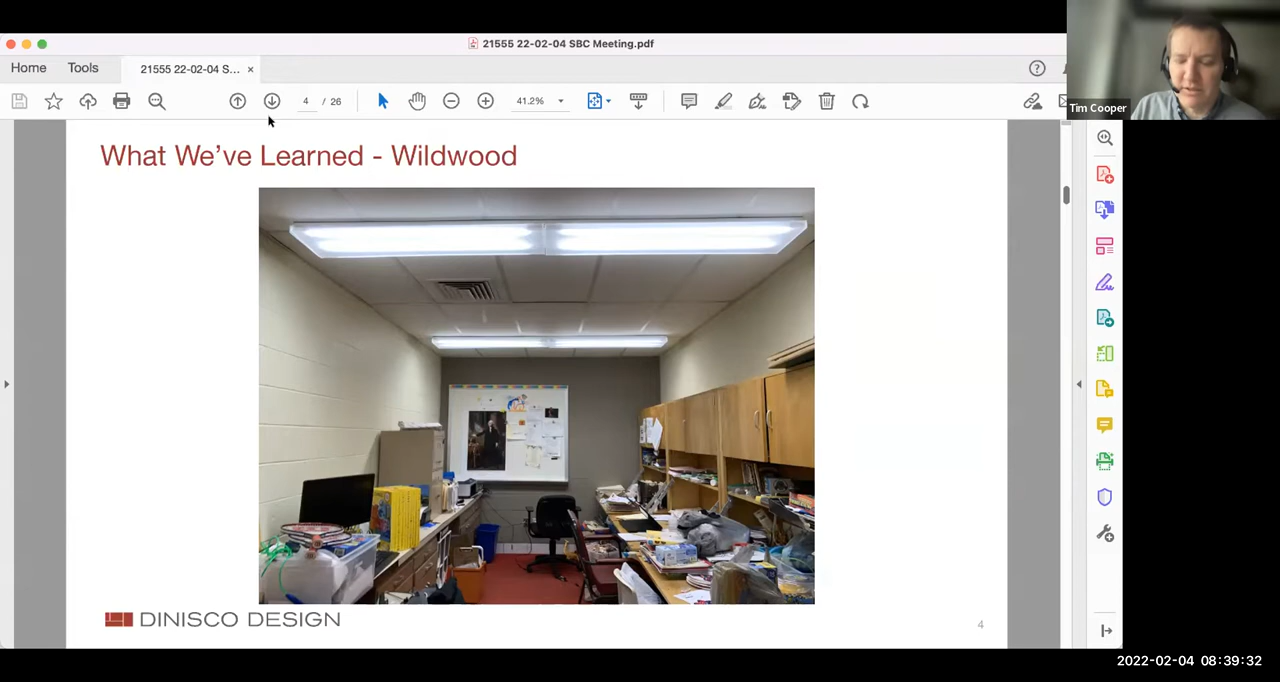 21555 22-02-04 SBC Meeting.pdf
Home
Tools
21555 22-02-04 S...
4 / 26
41.2%
Tim Cooper
What We’ve Learned - Wildwood
DINISCO DESIGN
4
2022-02-04 08:39:32